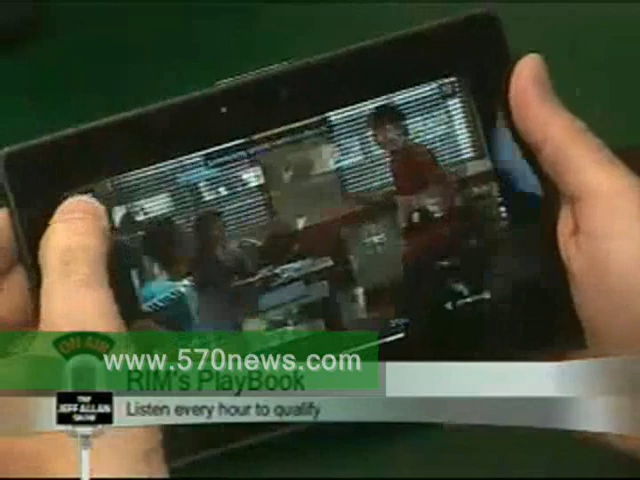 ON AIR
www.570news.com
RIM's PlayBook
THE
JEFF ALLAN
SHOW
Listen every hour to qualify